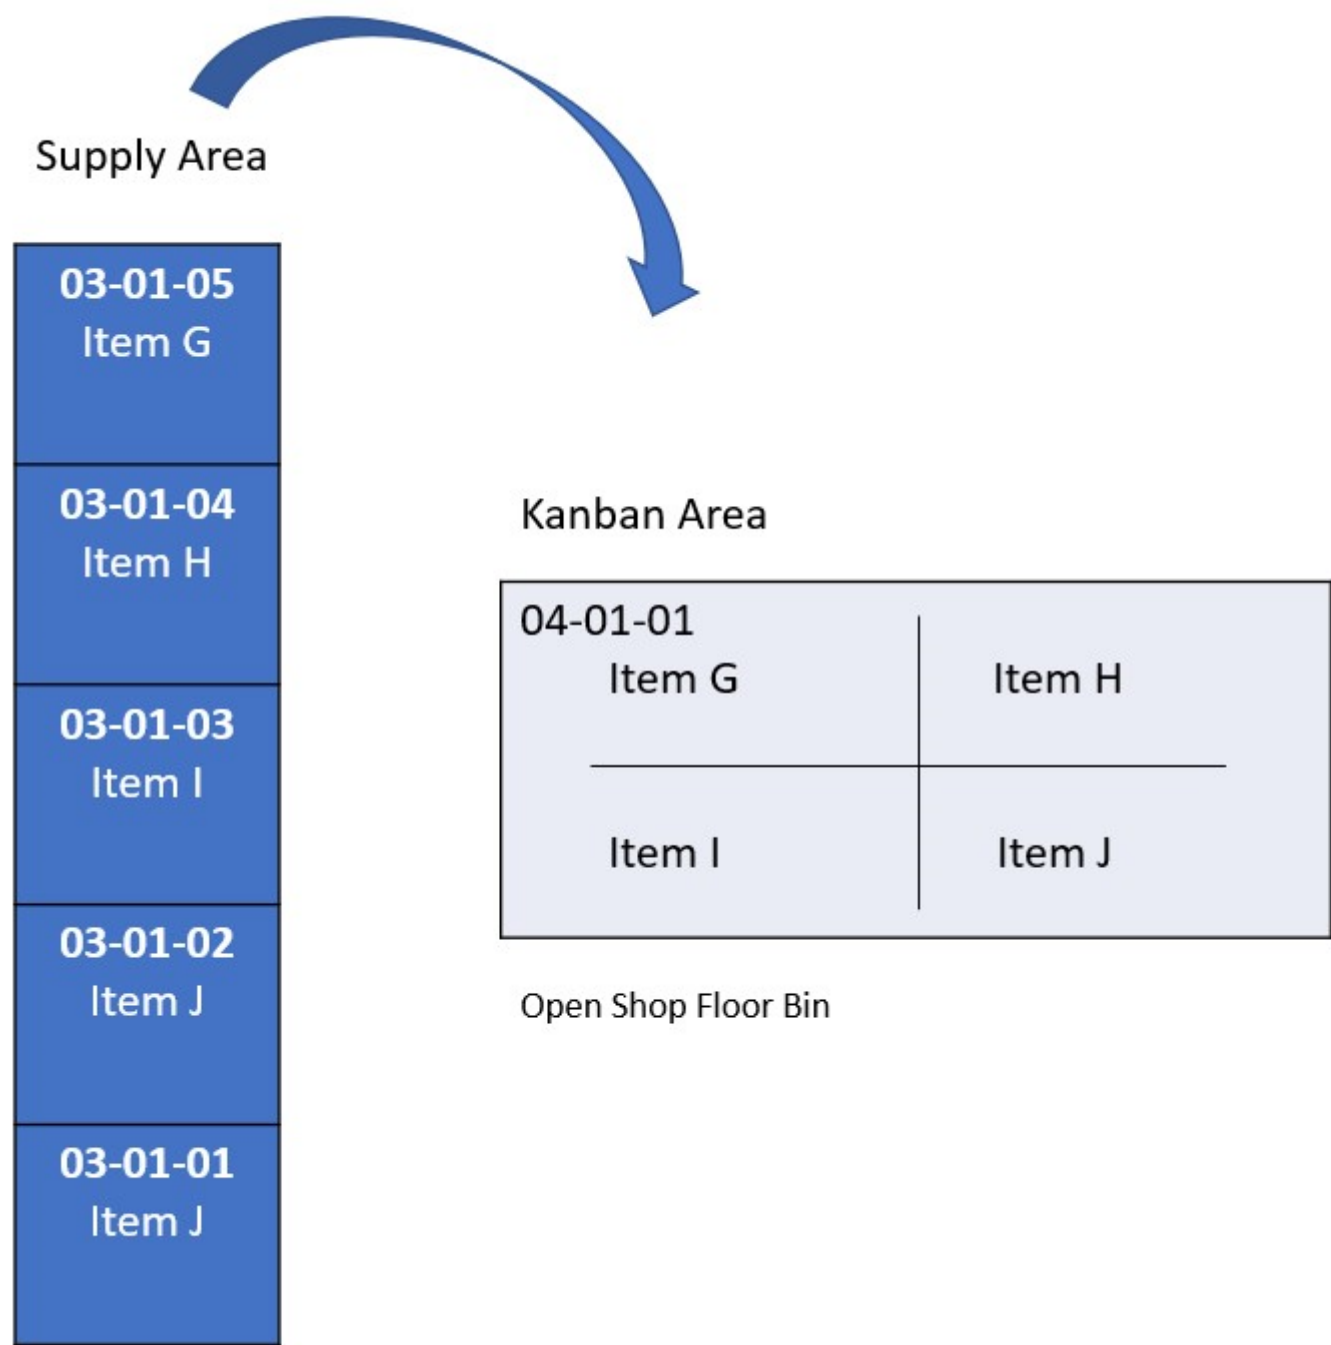 Supply Area
03-01-05
Item G
03-01-04
Item H
03-01-03
Item I
03-01-02
Item J
03-01-01
Item J
Kanban Area
04-01-01
Item G
Item H
Item I
Item J
Open Shop Floor Bin